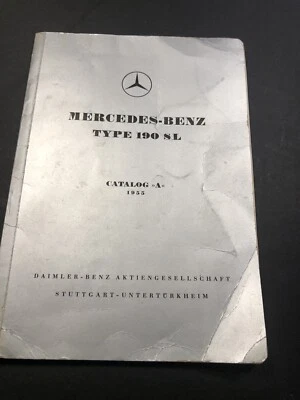 MERCEDES-BENZ
TYPE 190 SL
CATALOG »A«
1955
DAIMLER-BENZ AKTIENGESELLSCHAFT
STUTTGART-UNTERTÜRKHEIM